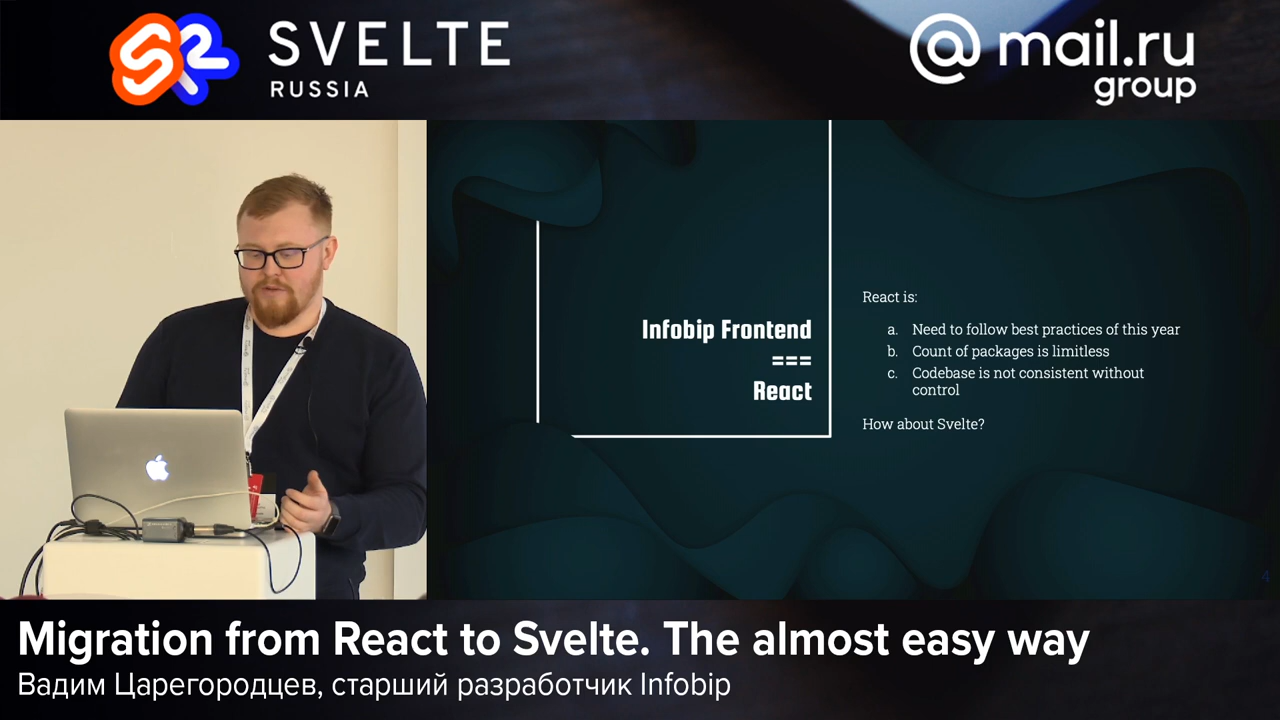 SVELTE
RUSSIA
@mail.ru
group
Infobip Frontend
===
React
React is:
a. Need to follow best practices of this year
b. Count of packages is limitless
c. Codebase is not consistent without
control
How about Svelte?
4
Migration from React to Svelte. The almost easy way
Вадим Царегородцев, старший разработчик Infobip